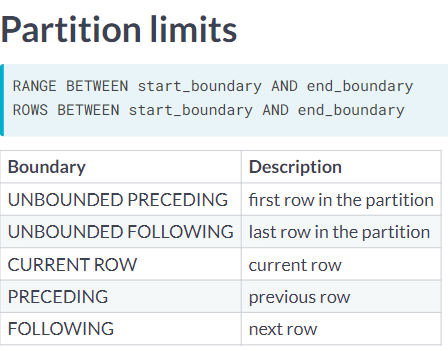 Partition limits
RANGE BETWEEN start_boundary AND end_boundary
ROWS BETWEEN start_boundary AND end_boundary
Boundary Description
UNBOUNDED PRECEDING first row in the partition
UNBOUNDED FOLLOWING last row in the partition
CURRENT ROW current row
PRECEDING previous row
FOLLOWING next row